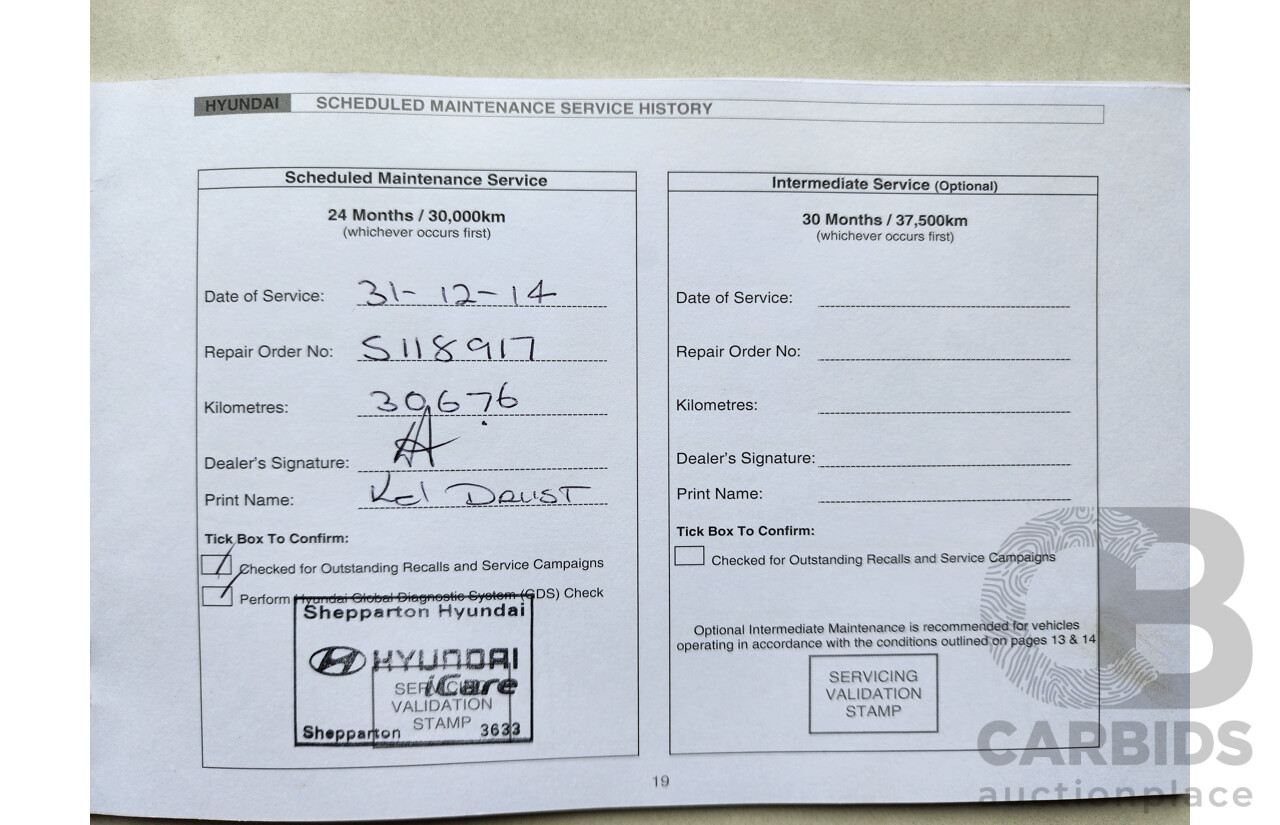 HYUNDAI SCHEDULED MAINTENANCE SERVICE HISTORY
Scheduled Maintenance Service
24 Months / 30,000km
(whichever occurs first)
Date of Service: 31-12-14
Repair Order No: S118917
Kilometres: 30,676
Dealer's Signature:
Print Name: Kel Drust
Tick Box To Confirm:
Checked for Outstanding Recalls and Service Campaigns
Perform Hyundai Global Diagnostic System (GDS) Check
Shepparton Hyundai
HYUNDAI
iCare
SERVICING
VALIDATION
STAMP
Shepparton 3633
Intermediate Service (Optional)
30 Months / 37,500km
(whichever occurs first)
Date of Service:
Repair Order No:
Kilometres:
Dealer's Signature:
Print Name:
Tick Box To Confirm:
Checked for Outstanding Recalls and Service Campaigns
Optional Intermediate Maintenance is recommended for vehicles
operating in accordance with the conditions outlined on pages 13 & 14
SERVICING
VALIDATION
STAMP
19
CB
CARBIDS
auctionplace